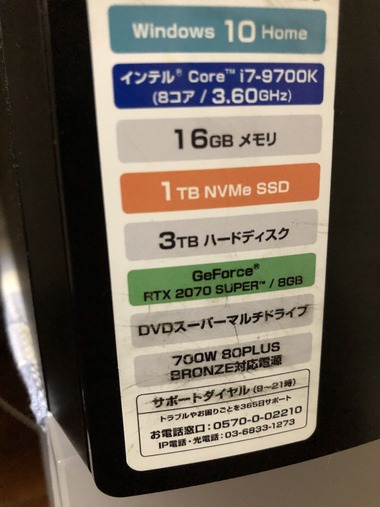 Windows 10 Home
インテル® Core™ i7-9700K
(8コア / 3.60GHz)
16GB メモリ
1TB NVMe SSD
3TB ハードディスク
GeForce®
RTX 2070 SUPER™ / 8GB
DVDスーパーマルチドライブ
700W 80PLUS
BRONZE対応電源
サポートダイヤル (9~21時)
トラブルやお困りごとを365日サポート
お電話窓口：0570-0-02210
IP電話・光電話：03-6833-1273